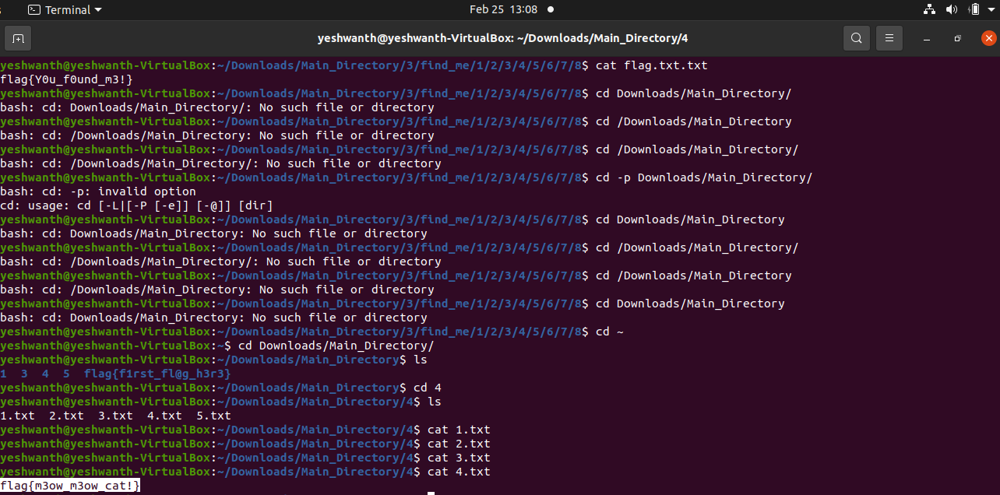 Terminal
Feb 25 13:08
yeshwanth@yeshwanth-VirtualBox: ~/Downloads/Main_Directory/4
yeshwanth@yeshwanth-VirtualBox:~/Downloads/Main_Directory/3/find_me/1/2/3/4/5/6/7/8$ cat flag.txt.txt
flag{Y0u_f0und_m3!}
yeshwanth@yeshwanth-VirtualBox:~/Downloads/Main_Directory/3/find_me/1/2/3/4/5/6/7/8$ cd Downloads/Main_Directory/
bash: cd: Downloads/Main_Directory/: No such file or directory
yeshwanth@yeshwanth-VirtualBox:~/Downloads/Main_Directory/3/find_me/1/2/3/4/5/6/7/8$ cd /Downloads/Main_Directory
bash: cd: /Downloads/Main_Directory: No such file or directory
yeshwanth@yeshwanth-VirtualBox:~/Downloads/Main_Directory/3/find_me/1/2/3/4/5/6/7/8$ cd /Downloads/Main_Directory/
bash: cd: /Downloads/Main_Directory/: No such file or directory
yeshwanth@yeshwanth-VirtualBox:~/Downloads/Main_Directory/3/find_me/1/2/3/4/5/6/7/8$ cd -p Downloads/Main_Directory/
bash: cd: -p: invalid option
cd: usage: cd [-L|[-P [-e]] [-@]] [dir]
yeshwanth@yeshwanth-VirtualBox:~/Downloads/Main_Directory/3/find_me/1/2/3/4/5/6/7/8$ cd Downloads/Main_Directory
bash: cd: Downloads/Main_Directory: No such file or directory
yeshwanth@yeshwanth-VirtualBox:~/Downloads/Main_Directory/3/find_me/1/2/3/4/5/6/7/8$ cd /Downloads/Main_Directory/
bash: cd: /Downloads/Main_Directory/: No such file or directory
yeshwanth@yeshwanth-VirtualBox:~/Downloads/Main_Directory/3/find_me/1/2/3/4/5/6/7/8$ cd /Downloads/Main_Directory
bash: cd: /Downloads/Main_Directory: No such file or directory
yeshwanth@yeshwanth-VirtualBox:~/Downloads/Main_Directory/3/find_me/1/2/3/4/5/6/7/8$ cd Downloads/Main_Directory
bash: cd: Downloads/Main_Directory: No such file or directory
yeshwanth@yeshwanth-VirtualBox:~/Downloads/Main_Directory/3/find_me/1/2/3/4/5/6/7/8$ cd ~
yeshwanth@yeshwanth-VirtualBox:~$ cd Downloads/Main_Directory/
yeshwanth@yeshwanth-VirtualBox:~/Downloads/Main_Directory$ ls
1  3  4  5  flag{f1rst_fl@g_h3r3}
yeshwanth@yeshwanth-VirtualBox:~/Downloads/Main_Directory$ cd 4
yeshwanth@yeshwanth-VirtualBox:~/Downloads/Main_Directory/4$ ls
1.txt  2.txt  3.txt  4.txt  5.txt
yeshwanth@yeshwanth-VirtualBox:~/Downloads/Main_Directory/4$ cat 1.txt
yeshwanth@yeshwanth-VirtualBox:~/Downloads/Main_Directory/4$ cat 2.txt
yeshwanth@yeshwanth-VirtualBox:~/Downloads/Main_Directory/4$ cat 3.txt
yeshwanth@yeshwanth-VirtualBox:~/Downloads/Main_Directory/4$ cat 4.txt
flag{m3ow_m3ow_cat!}